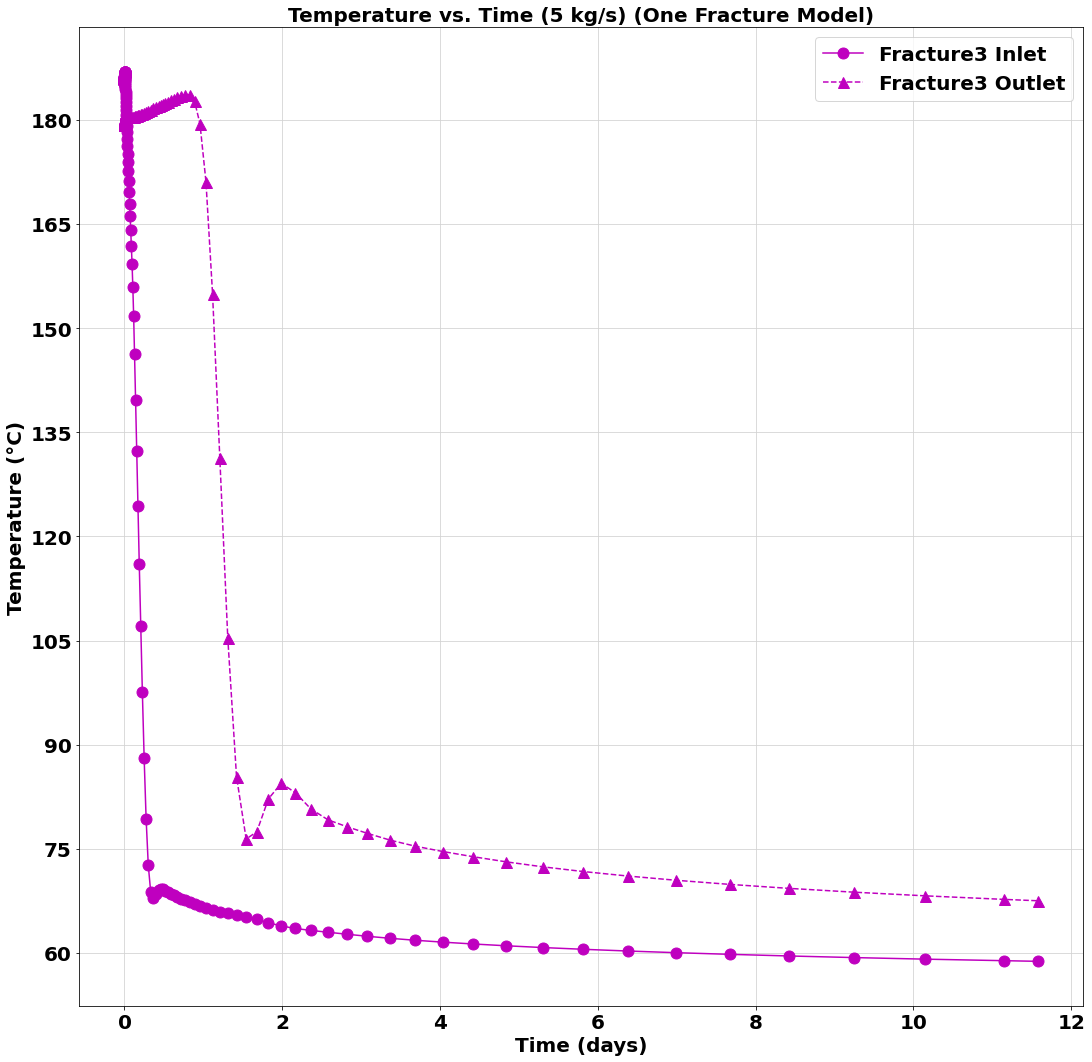 Temperature vs. Time (5 kg/s) (One Fracture Model)
Fracture3 Inlet
Fracture3 Outlet
180
165
150
135
120
105
90
75
60
Temperature (°C)
0 2 4 6 8 10 12
Time (days)